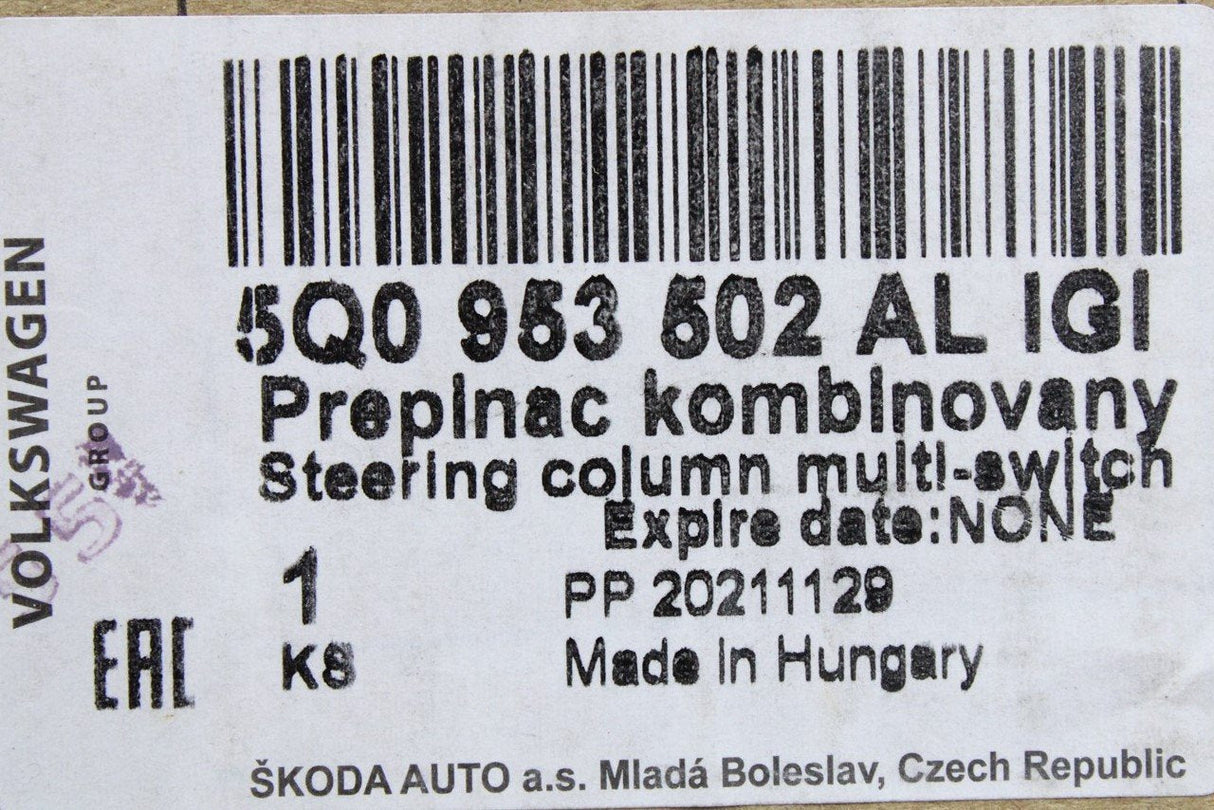 VOLKSWAGEN
GROUP
5Q0 953 502 AL IGI
Prepinac kombinovany
Steering column multi-switch
Expire date:NONE
1
PP 20211129
KS
Made in Hungary
EAC
ŠKODA AUTO a.s. Mladá Boleslav, Czech Republic